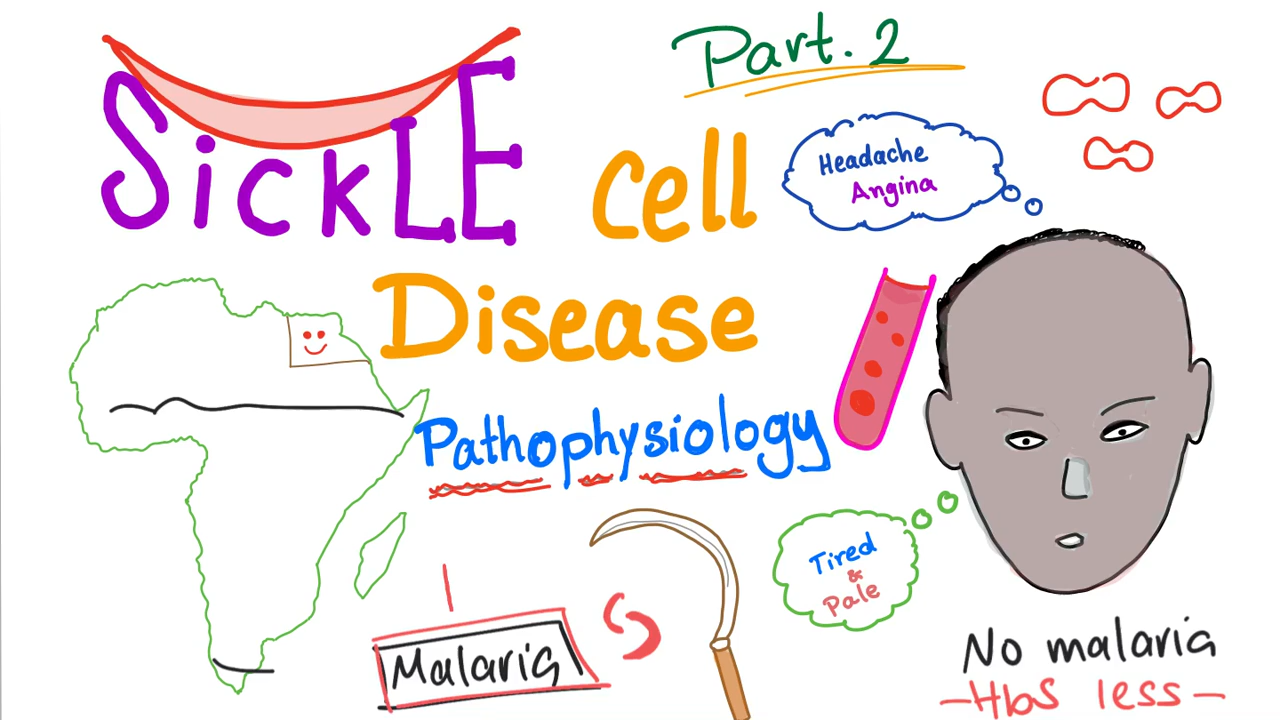 Part. 2
SickLE cell
Disease
Pathophysiology
Headache
Angina
Tired
&
Pale
Malaria
No malaria
-HbS less-